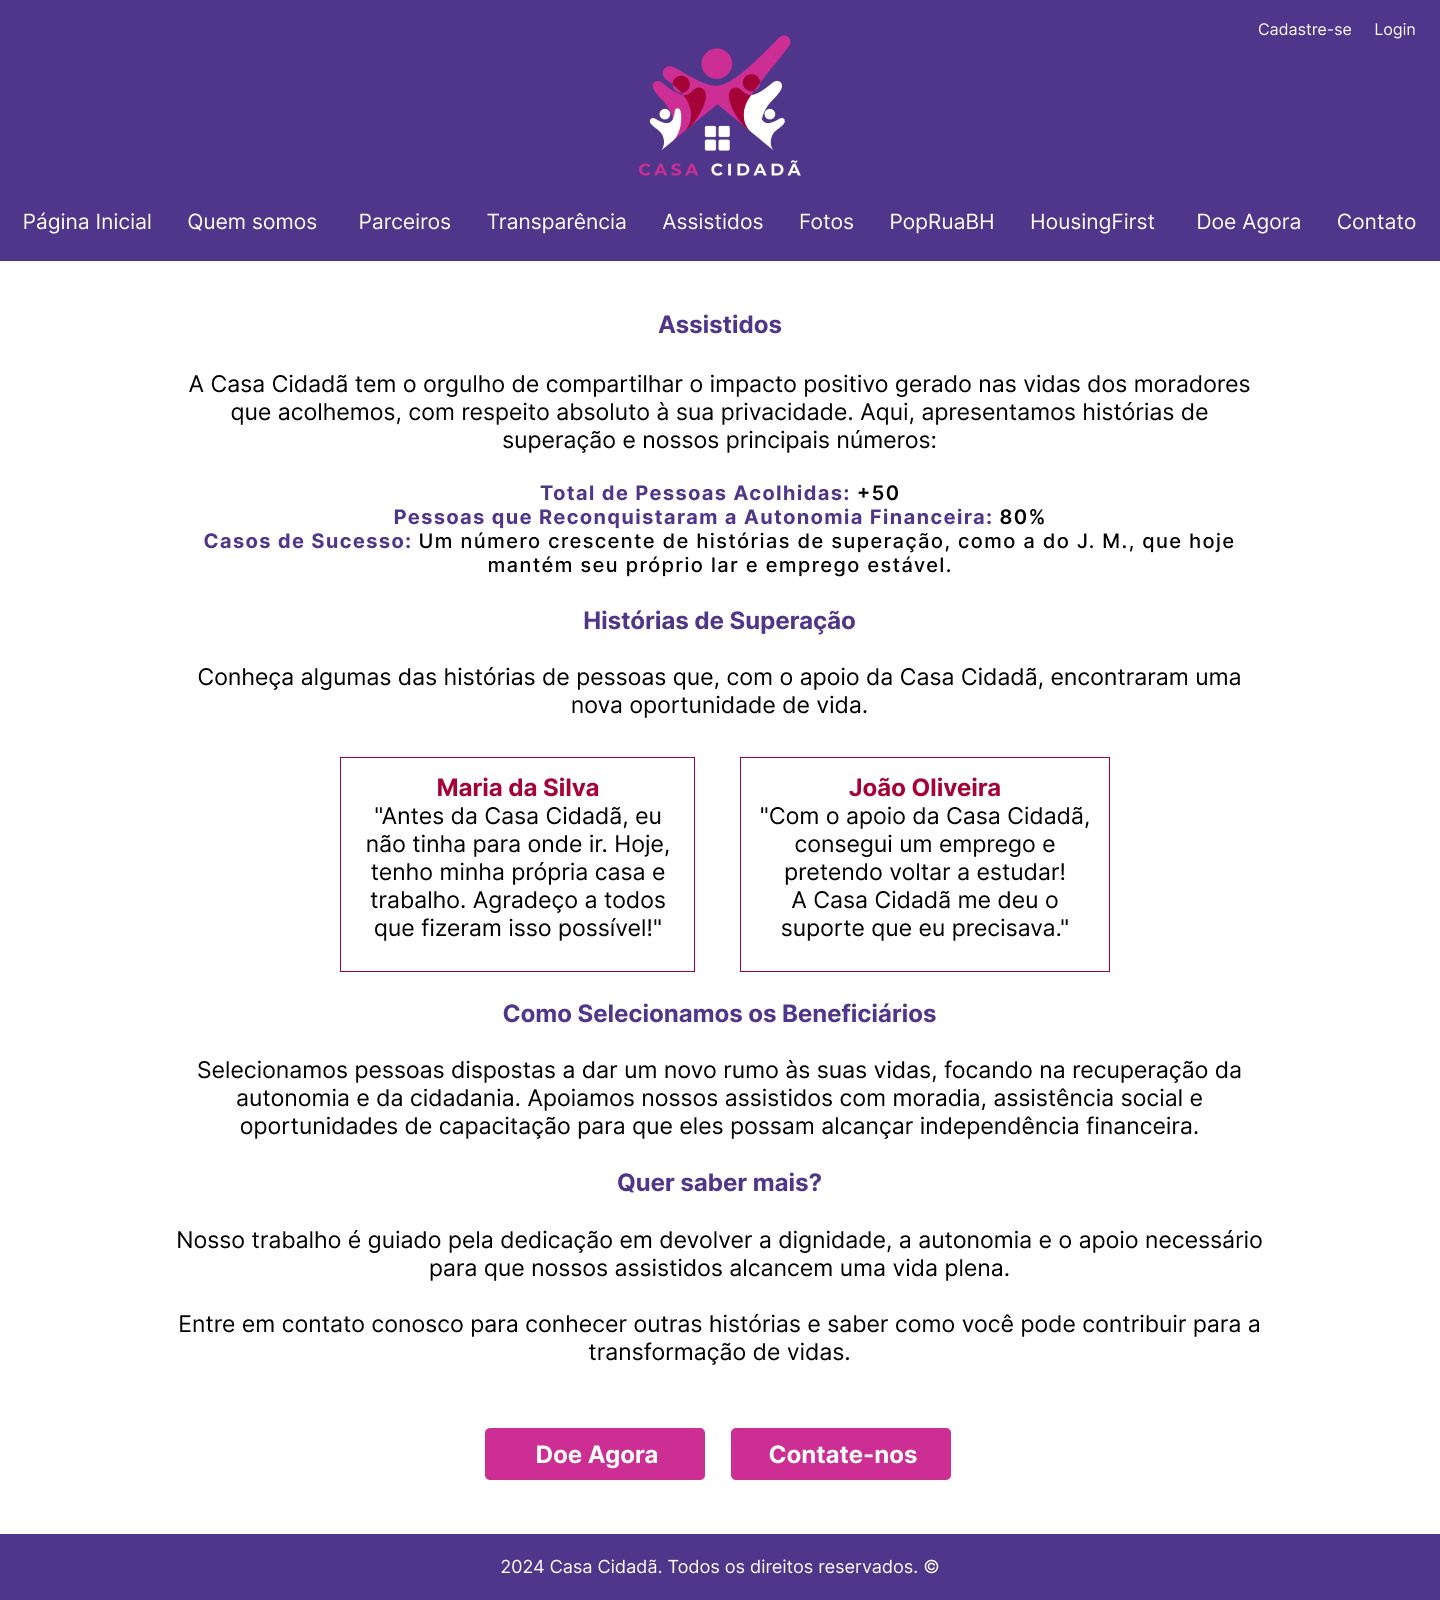 Cadastre-se Login
CASA CIDADÃ
Página Inicial Quem somos Parceiros Transparência Assistidos Fotos PopRuaBH HousingFirst Doe Agora Contato
Assistidos
A Casa Cidadã tem o orgulho de compartilhar o impacto positivo gerado nas vidas dos moradores
que acolhemos, com respeito absoluto à sua privacidade. Aqui, apresentamos histórias de
superação e nossos principais números:
Total de Pessoas Acolhidas: +50
Pessoas que Reconquistaram a Autonomia Financeira: 80%
Casos de Sucesso: Um número crescente de histórias de superação, como a do J. M., que hoje
mantém seu próprio lar e emprego estável.
Histórias de Superação
Conheça algumas das histórias de pessoas que, com o apoio da Casa Cidadã, encontraram uma
nova oportunidade de vida.
Maria da Silva
"Antes da Casa Cidadã, eu
não tinha para onde ir. Hoje,
tenho minha própria casa e
trabalho. Agradeço a todos
que fizeram isso possível!"
João Oliveira
"Com o apoio da Casa Cidadã,
consegui um emprego e
pretendo voltar a estudar!
A Casa Cidadã me deu o
suporte que eu precisava."
Como Selecionamos os Beneficiários
Selecionamos pessoas dispostas a dar um novo rumo às suas vidas, focando na recuperação da
autonomia e da cidadania. Apoiamos nossos assistidos com moradia, assistência social e
oportunidades de capacitação para que eles possam alcançar independência financeira.
Quer saber mais?
Nosso trabalho é guiado pela dedicação em devolver a dignidade, a autonomia e o apoio necessário
para que nossos assistidos alcancem uma vida plena.
Entre em contato conosco para conhecer outras histórias e saber como você pode contribuir para a
transformação de vidas.
Doe Agora Contate-nos
2024 Casa Cidadã. Todos os direitos reservados. ©